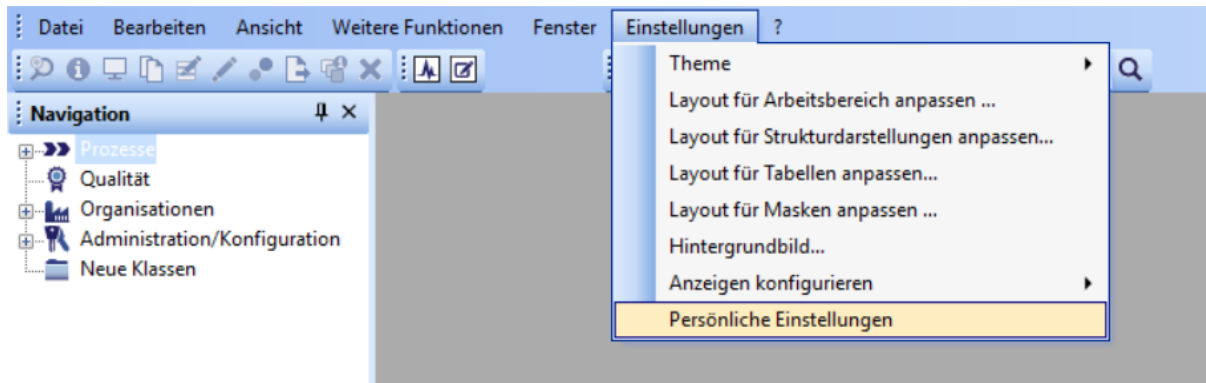 Datei Bearbeiten Ansicht Weitere Funktionen Fenster Einstellungen ?
Navigation
Prozesse
Qualität
Organisationen
Administration/Konfiguration
Neue Klassen
Theme
Layout für Arbeitsbereich anpassen ...
Layout für Strukturdarstellungen anpassen...
Layout für Tabellen anpassen...
Layout für Masken anpassen ...
Hintergrundbild...
Anzeigen konfigurieren
Persönliche Einstellungen